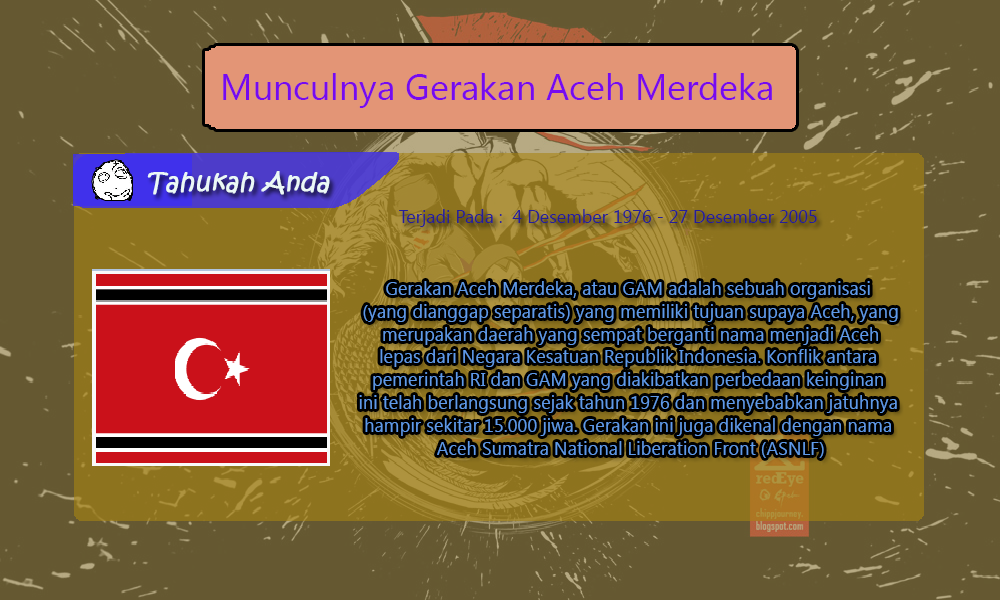 Munculnya Gerakan Aceh Merdeka
Tahukah Anda
Terjadi Pada : 4 Desember 1976 - 27 Desember 2005
Gerakan Aceh Merdeka, atau GAM adalah sebuah organisasi
(yang dianggap separatis) yang memiliki tujuan supaya Aceh, yang
merupakan daerah yang sempat berganti nama menjadi Aceh
lepas dari Negara Kesatuan Republik Indonesia. Konflik antara
pemerintah RI dan GAM yang diakibatkan perbedaan keinginan
ini telah berlangsung sejak tahun 1976 dan menyebabkan jatuhnya
hampir sekitar 15.000 jiwa. Gerakan ini juga dikenal dengan nama
Aceh Sumatra National Liberation Front (ASNLF)
redEye
blogspot.com